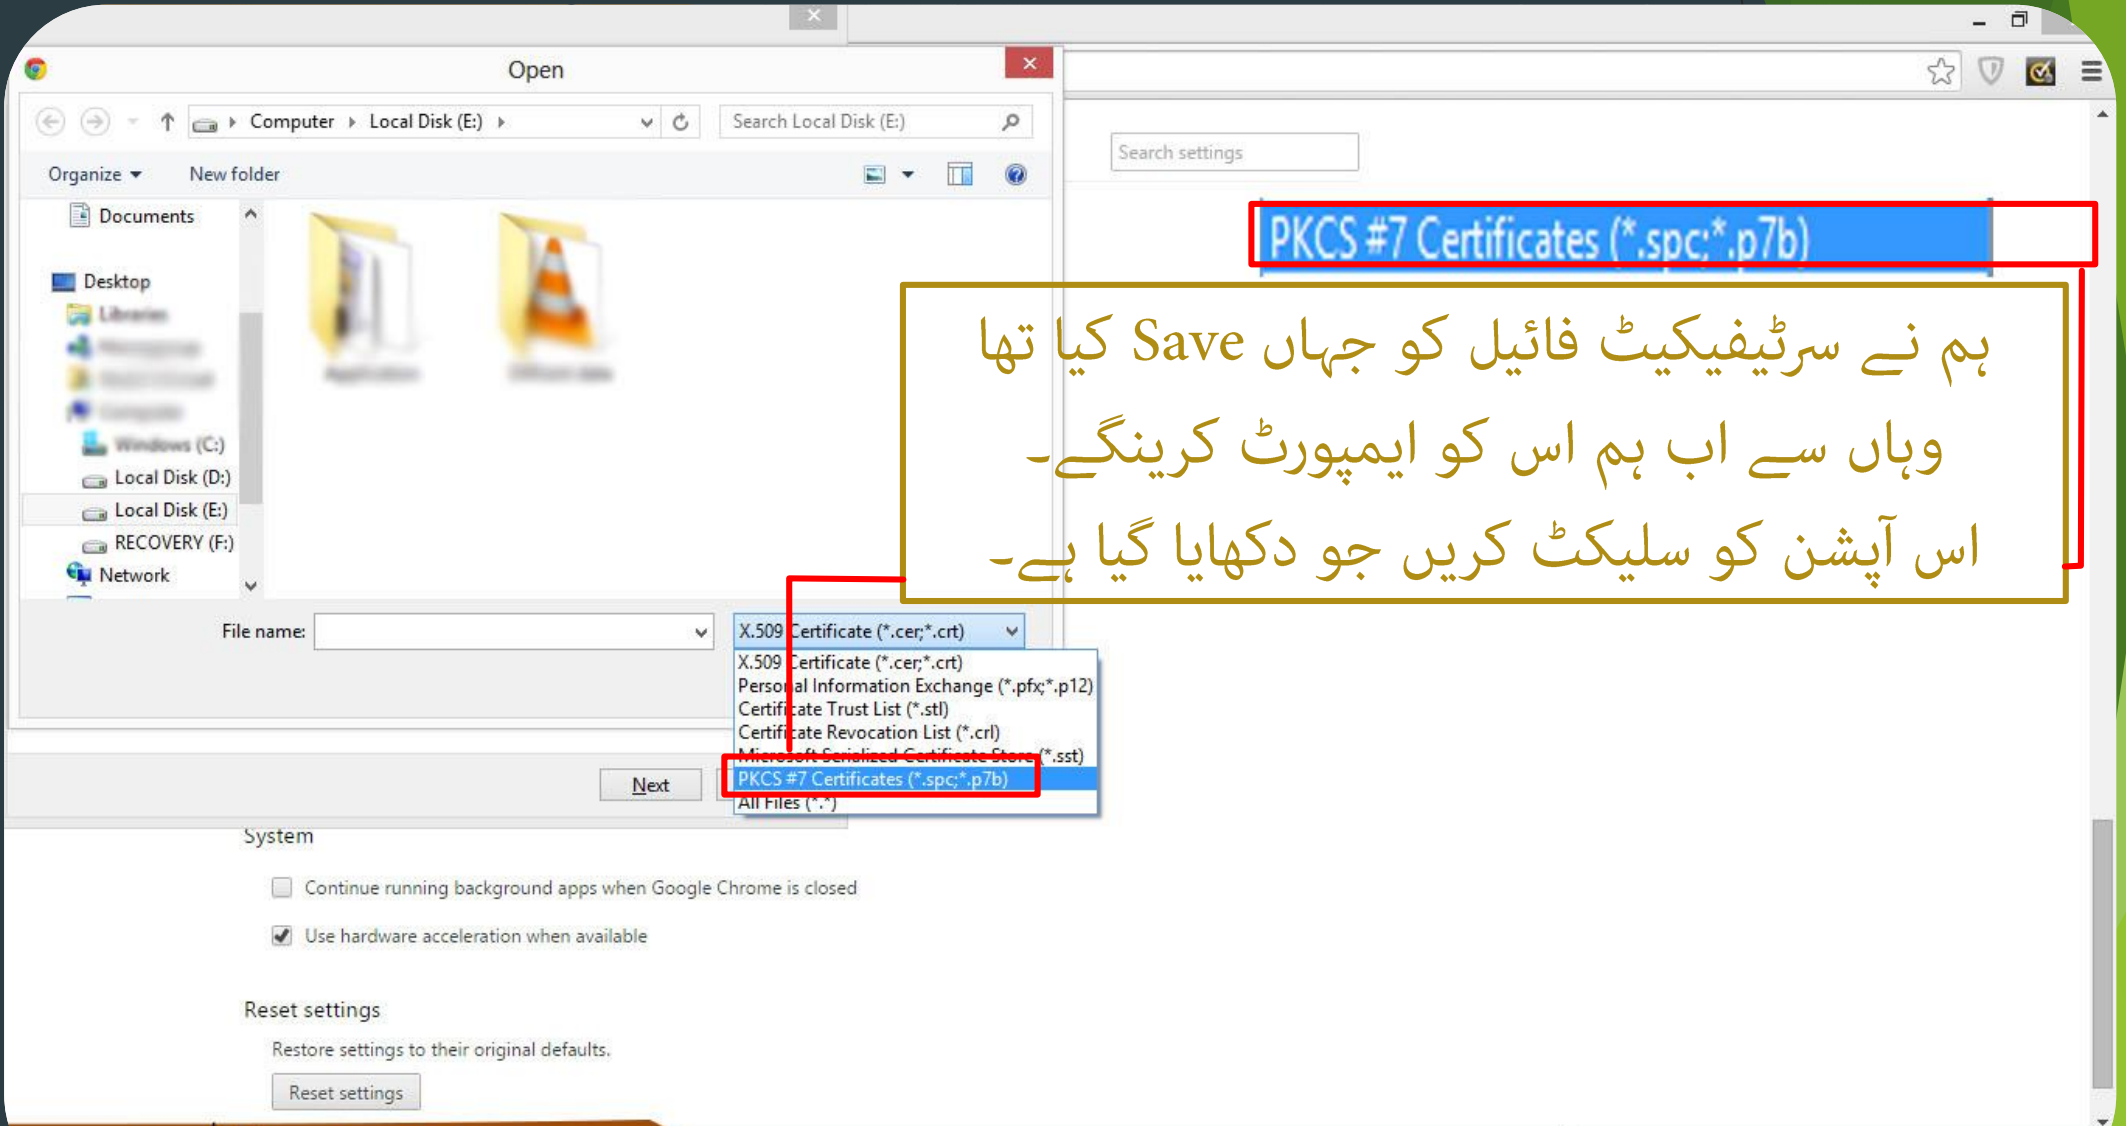 Open
Computer
Local Disk (E:)
Search Local Disk (E:)
Organize
New folder
Documents
Desktop
Libraries
Computer
Windows (C:)
Local Disk (D:)
Local Disk (E:)
RECOVERY (F:)
Network
Application
File name:
X.509 Certificate (*.cer;*.crt)
X.509 Certificate (*.cer;*.crt)
Personal Information Exchange (*.pfx;*.p12)
Certificate Trust List (*.stl)
Certificate Revocation List (*.crl)
Microsoft Serialized Certificate Store (*.sst)
PKCS #7 Certificates (*.spc;*.p7b)
All Files (*.*)
Next
Search settings
PKCS #7 Certificates (*.spc;*.p7b)
ہم نے سرٹیفیکیٹ فائیل کو جہاں Save کیا تھا
وہاں سے اب ہم اس کو ایمپورٹ کرینگے۔
اس آپشن کو سلیکٹ کریں جو دکھایا گیا ہے۔
System
Continue running background apps when Google Chrome is closed
Use hardware acceleration when available
Reset settings
Restore settings to their original defaults.
Reset settings